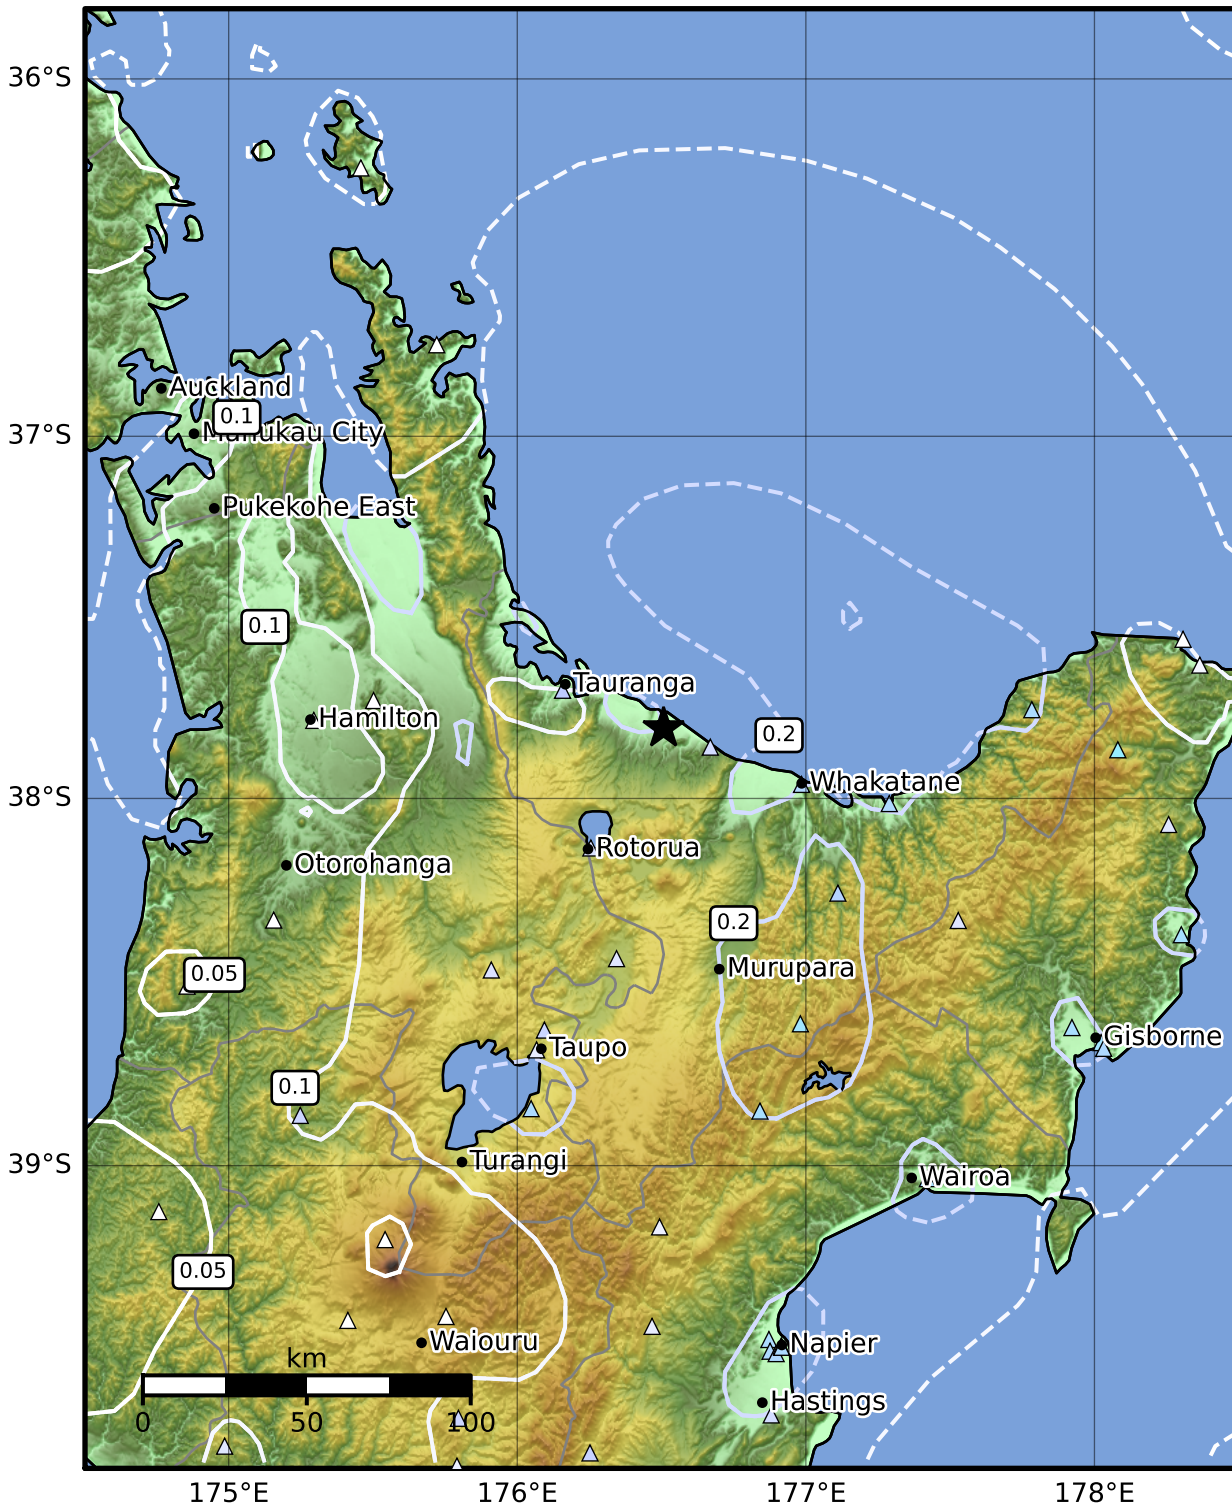 36°S
Auckland
0.1
Manukau City
37°S
Pukekohe East
0.1
Tauranga
Hamilton
0.2
Whakatane
38°S
Rotorua
Otorohanga
0.2
Murupara
0.05
Gisborne
Taupo
0.1
Turangi
39°S
Wairoa
0.05
Waiouru
Napier
km
Hastings
0 50 100
175°E 176°E 177°E 178°E